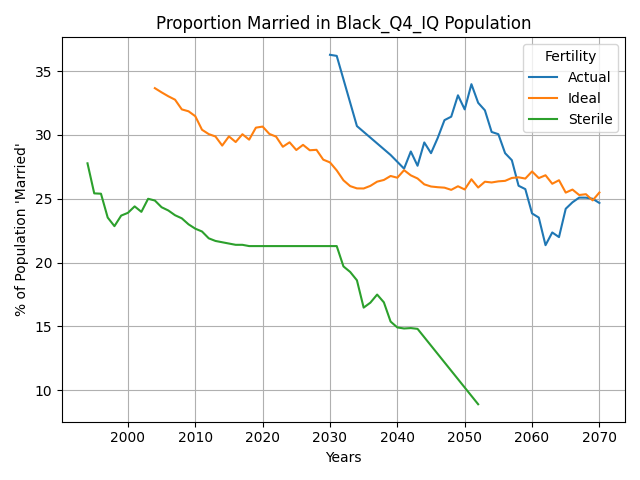 Proportion Married in Black_Q4_IQ Population
% of Population 'Married'
35
30
25
20
15
10
Fertility
Actual
Ideal
Sterile
2000 2010 2020 2030 2040 2050 2060 2070
Years